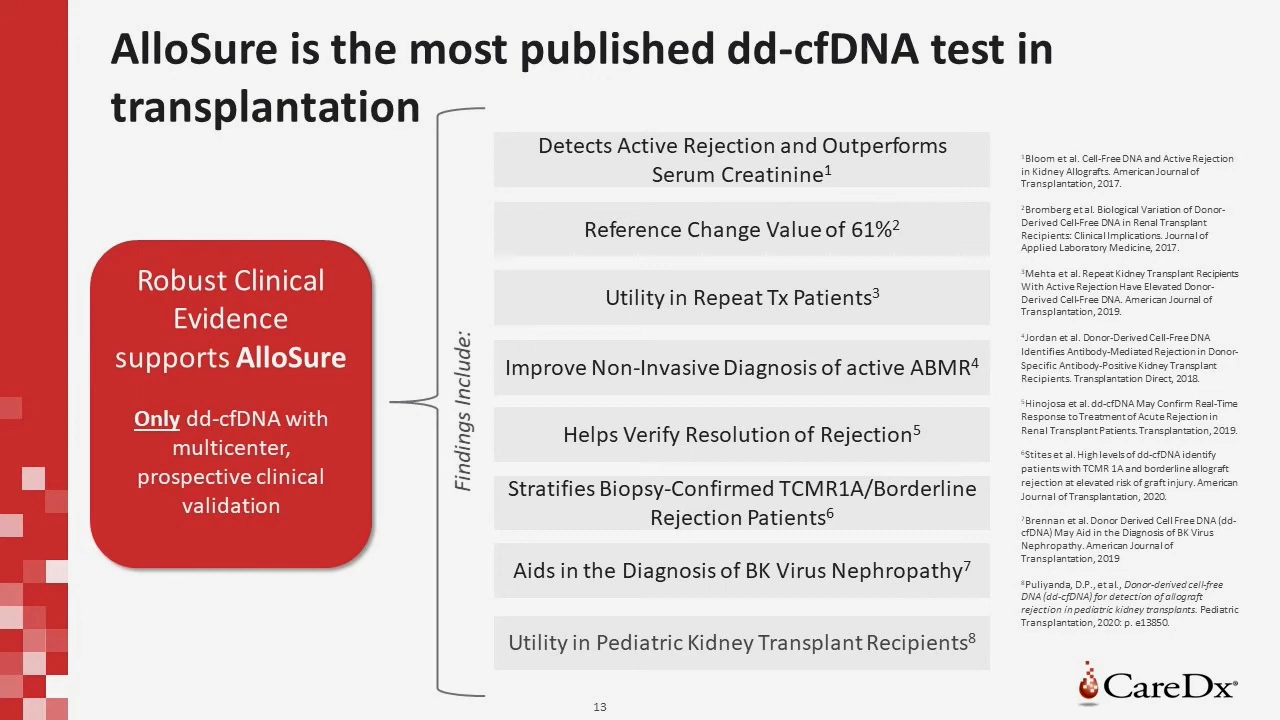 AlloSure is the most published dd-cfDNA test in
transplantation
Robust Clinical
Evidence
supports AlloSure
Only dd-cfDNA with
multicenter,
prospective clinical
validation
Findings Include:
Detects Active Rejection and Outperforms
Serum Creatinine¹
Reference Change Value of 61%²
Utility in Repeat Tx Patients³
Improve Non-Invasive Diagnosis of active ABMR⁴
Helps Verify Resolution of Rejection⁵
Stratifies Biopsy-Confirmed TCMR1A/Borderline
Rejection Patients⁶
Aids in the Diagnosis of BK Virus Nephropathy⁷
Utility in Pediatric Kidney Transplant Recipients⁸
¹Bloom et al. Cell-Free DNA and Active Rejection
in Kidney Allografts. American Journal of
Transplantation, 2017.
²Bromberg et al. Biological Variation of Donor-
Derived Cell-Free DNA in Renal Transplant
Recipients: Clinical Implications. Journal of
Applied Laboratory Medicine, 2017.
³Mehta et al. Repeat Kidney Transplant Recipients
With Active Rejection Have Elevated Donor-
Derived Cell-Free DNA. American Journal of
Transplantation, 2019.
⁴Jordan et al. Donor-Derived Cell-Free DNA
Identifies Antibody-Mediated Rejection in Donor-
Specific Antibody-Positive Kidney Transplant
Recipients. Transplantation Direct, 2018.
⁵Hinojosa et al. dd-cfDNA May Confirm Real-Time
Response to Treatment of Acute Rejection in
Renal Transplant Patients. Transplantation, 2019.
⁶Stites et al. High levels of dd-cfDNA identify
patients with TCMR 1A and borderline allograft
rejection at elevated risk of graft injury. American
Journal of Transplantation, 2020.
⁷Brennan et al. Donor Derived Cell Free DNA (dd-
cfDNA) May Aid in the Diagnosis of BK Virus
Nephropathy. American Journal of
Transplantation, 2019
⁸Puliyanda, D.P., et al., Donor-derived cell-free
DNA (dd-cfDNA) for detection of allograft
rejection in pediatric kidney transplants. Pediatric
Transplantation, 2020: p. e13850.
CareDx®
13